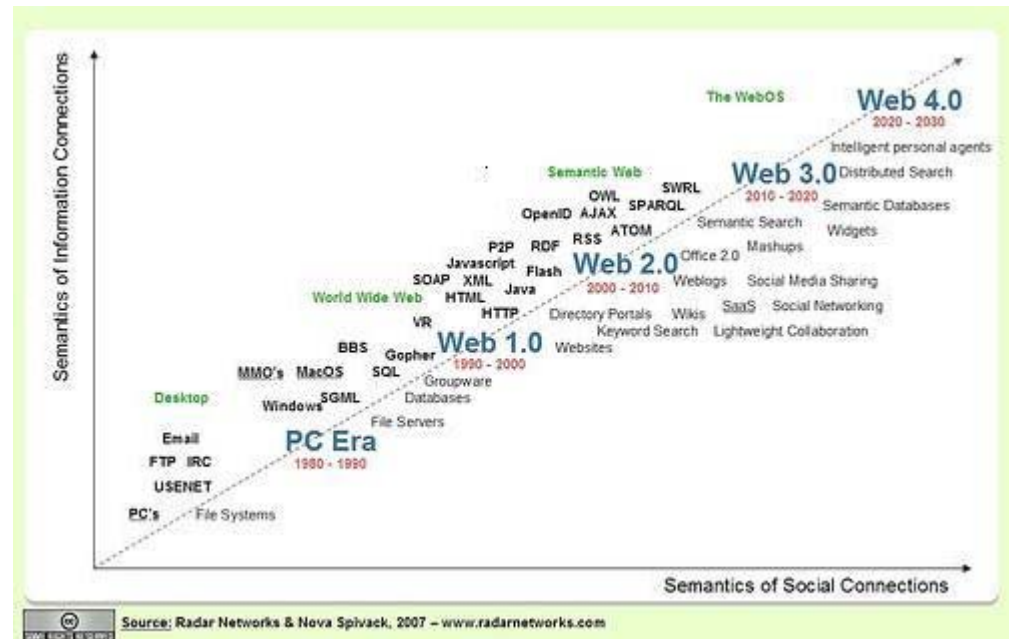 Semantics of Information Connections
The WebOS
Web 4.0
2020 - 2030
Intelligent personal agents
Semantic Web
Web 3.0
Distributed Search
2010 - 2020
SWRL
OWL
SPARQL
Semantic Databases
OpenID AJAX
Semantic Search
ATOM
Widgets
RSS
P2P RDF
Mashups
Office 2.0
Javascript
Web 2.0
Flash
SOAP XML
Weblogs
Social Media Sharing
Java
2000 - 2010
World Wide Web
HTML
SaaS
Social Networking
HTTP
Directory Portals
Wikis
VR
Keyword Search
Lightweight Collaboration
Web 1.0
BBS
Websites
Gopher
1990 - 2000
MMO's
MacOS
SQL
Groupware
Desktop
SGML
Databases
Windows
File Servers
Email
PC Era
FTP IRC
1980 - 1990
USENET
PC's
File Systems
Semantics of Social Connections
cc
Source: Radar Networks & Nova Spivack, 2007 – www.radarnetworks.com